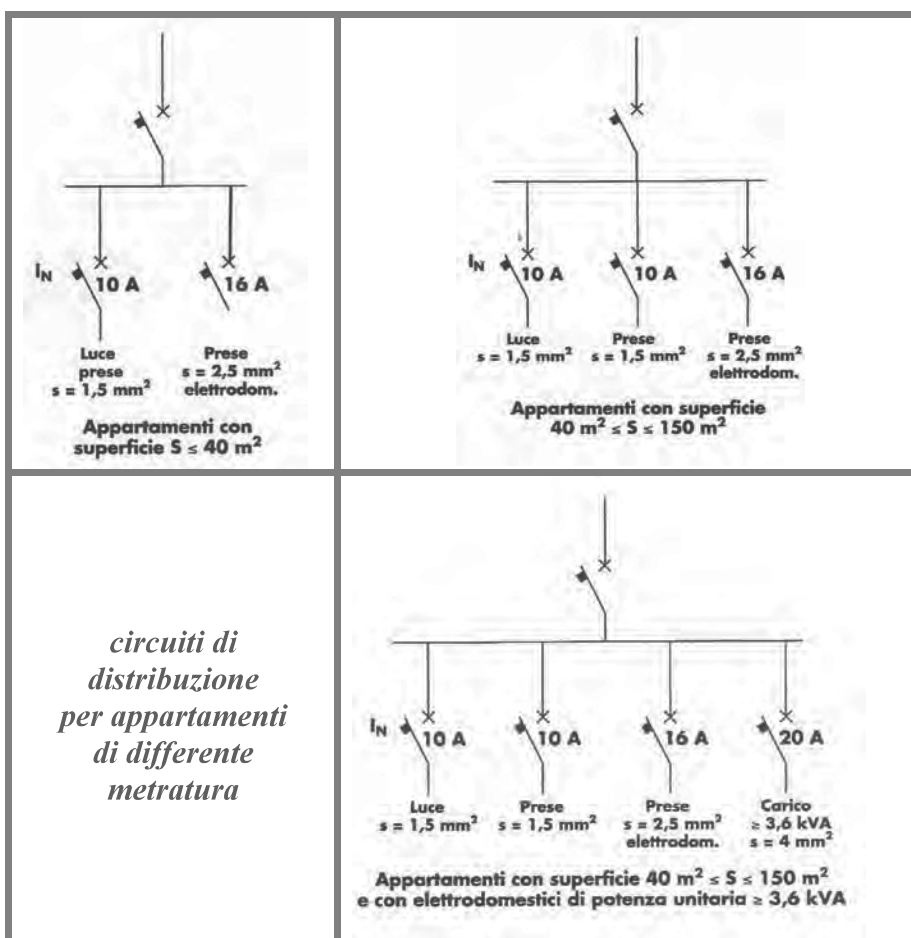 I_N
10 A
16 A
Luce
prese
s = 1,5 mm²
Prese
s = 2,5 mm²
elettrodom.
Appartamenti con
superficie S ≤ 40 m²
I_N
10 A
10 A
16 A
Luce
s = 1,5 mm²
Prese
s = 1,5 mm²
Prese
s = 2,5 mm²
elettrodom.
Appartamenti con superficie
40 m² ≤ S ≤ 150 m²
circuiti di
distribuzione
per appartamenti
di differente
metratura
I_N
10 A
10 A
16 A
20 A
Luce
s = 1,5 mm²
Prese
s = 1,5 mm²
Prese
s = 2,5 mm²
elettrodom.
Carico
≥ 3,6 kVA
s = 4 mm²
Appartamenti con superficie 40 m² ≤ S ≤ 150 m²
e con elettrodomestici di potenza unitaria ≥ 3,6 kVA